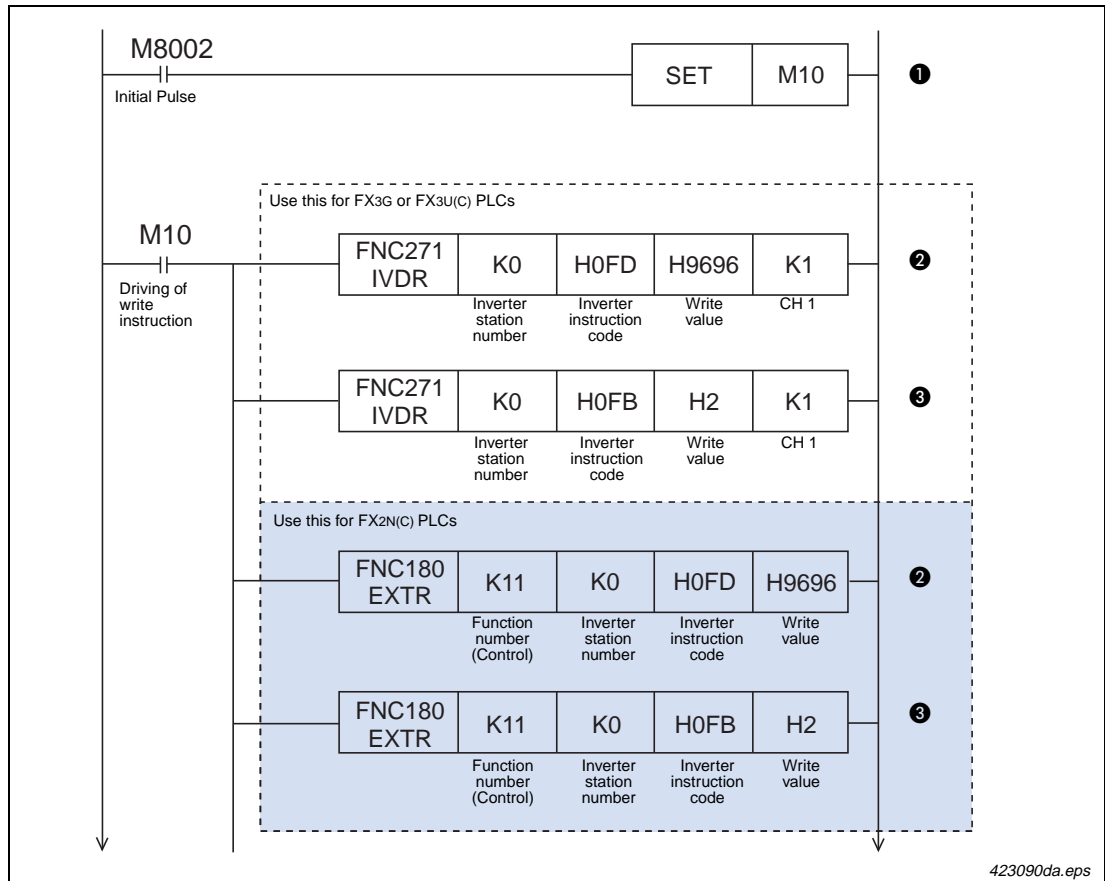 M8002
Initial Pulse
SET M10 ❶
Use this for FX3G or FX3U(C) PLCs
M10
Driving of
write
instruction
FNC271
IVDR K0 H0FD H9696 K1 ❷
Inverter
station
number
Inverter
instruction
code
Write
value
CH 1
FNC271
IVDR K0 H0FB H2 K1 ❸
Inverter
station
number
Inverter
instruction
code
Write
value
CH 1
Use this for FX2N(C) PLCs
FNC180
EXTR K11 K0 H0FD H9696 ❷
Function
number
(Control)
Inverter
station
number
Inverter
instruction
code
Write
value
FNC180
EXTR K11 K0 H0FB H2 ❸
Function
number
(Control)
Inverter
station
number
Inverter
instruction
code
Write
value
423090da.eps